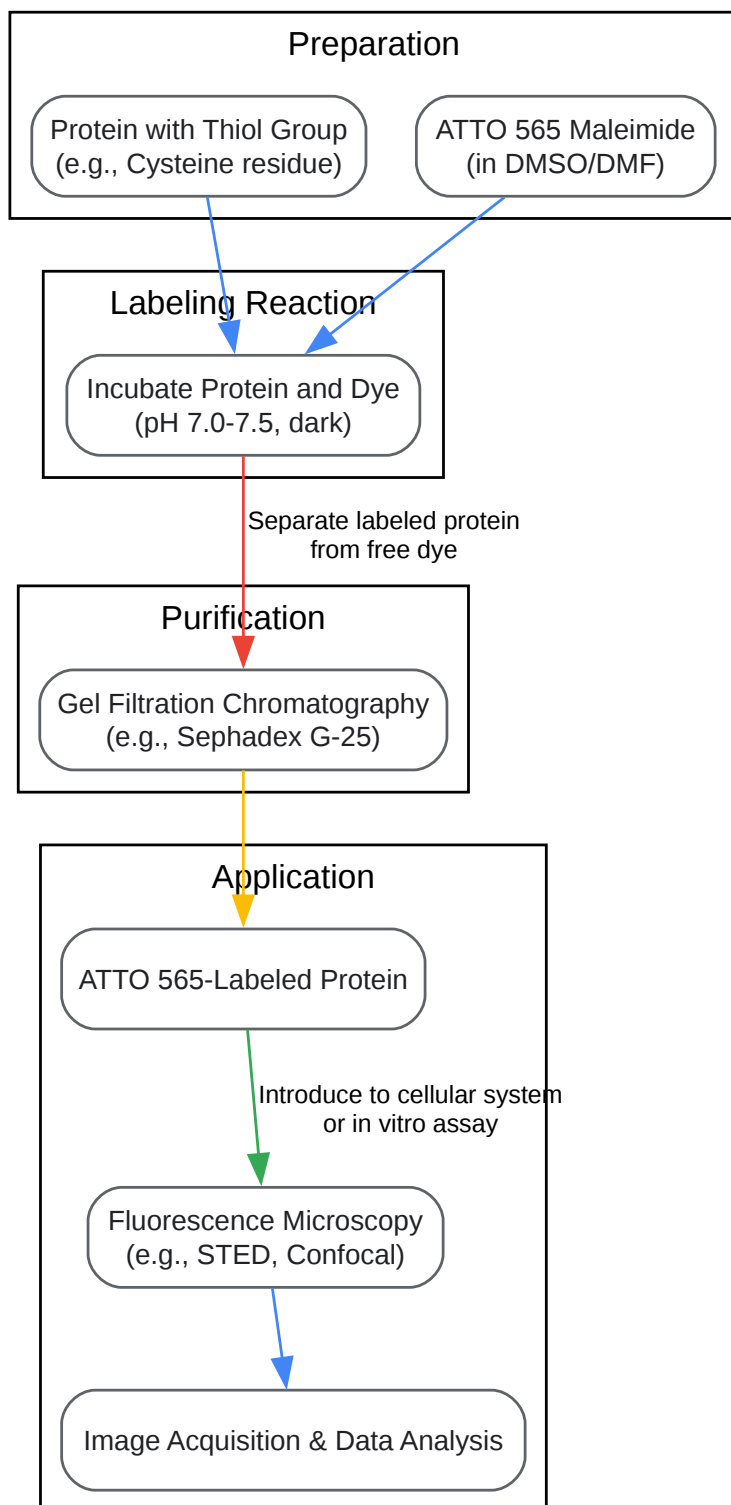 Preparation
Protein with Thiol Group
(e.g., Cysteine residue)
ATTO 565 Maleimide
(in DMSO/DMF)
Labeling Reaction
Incubate Protein and Dye
(pH 7.0-7.5, dark)
Separate labeled protein
from free dye
Purification
Gel Filtration Chromatography
(e.g., Sephadex G-25)
Application
ATTO 565-Labeled Protein
Introduce to cellular system
or in vitro assay
Fluorescence Microscopy
(e.g., STED, Confocal)
Image Acquisition & Data Analysis